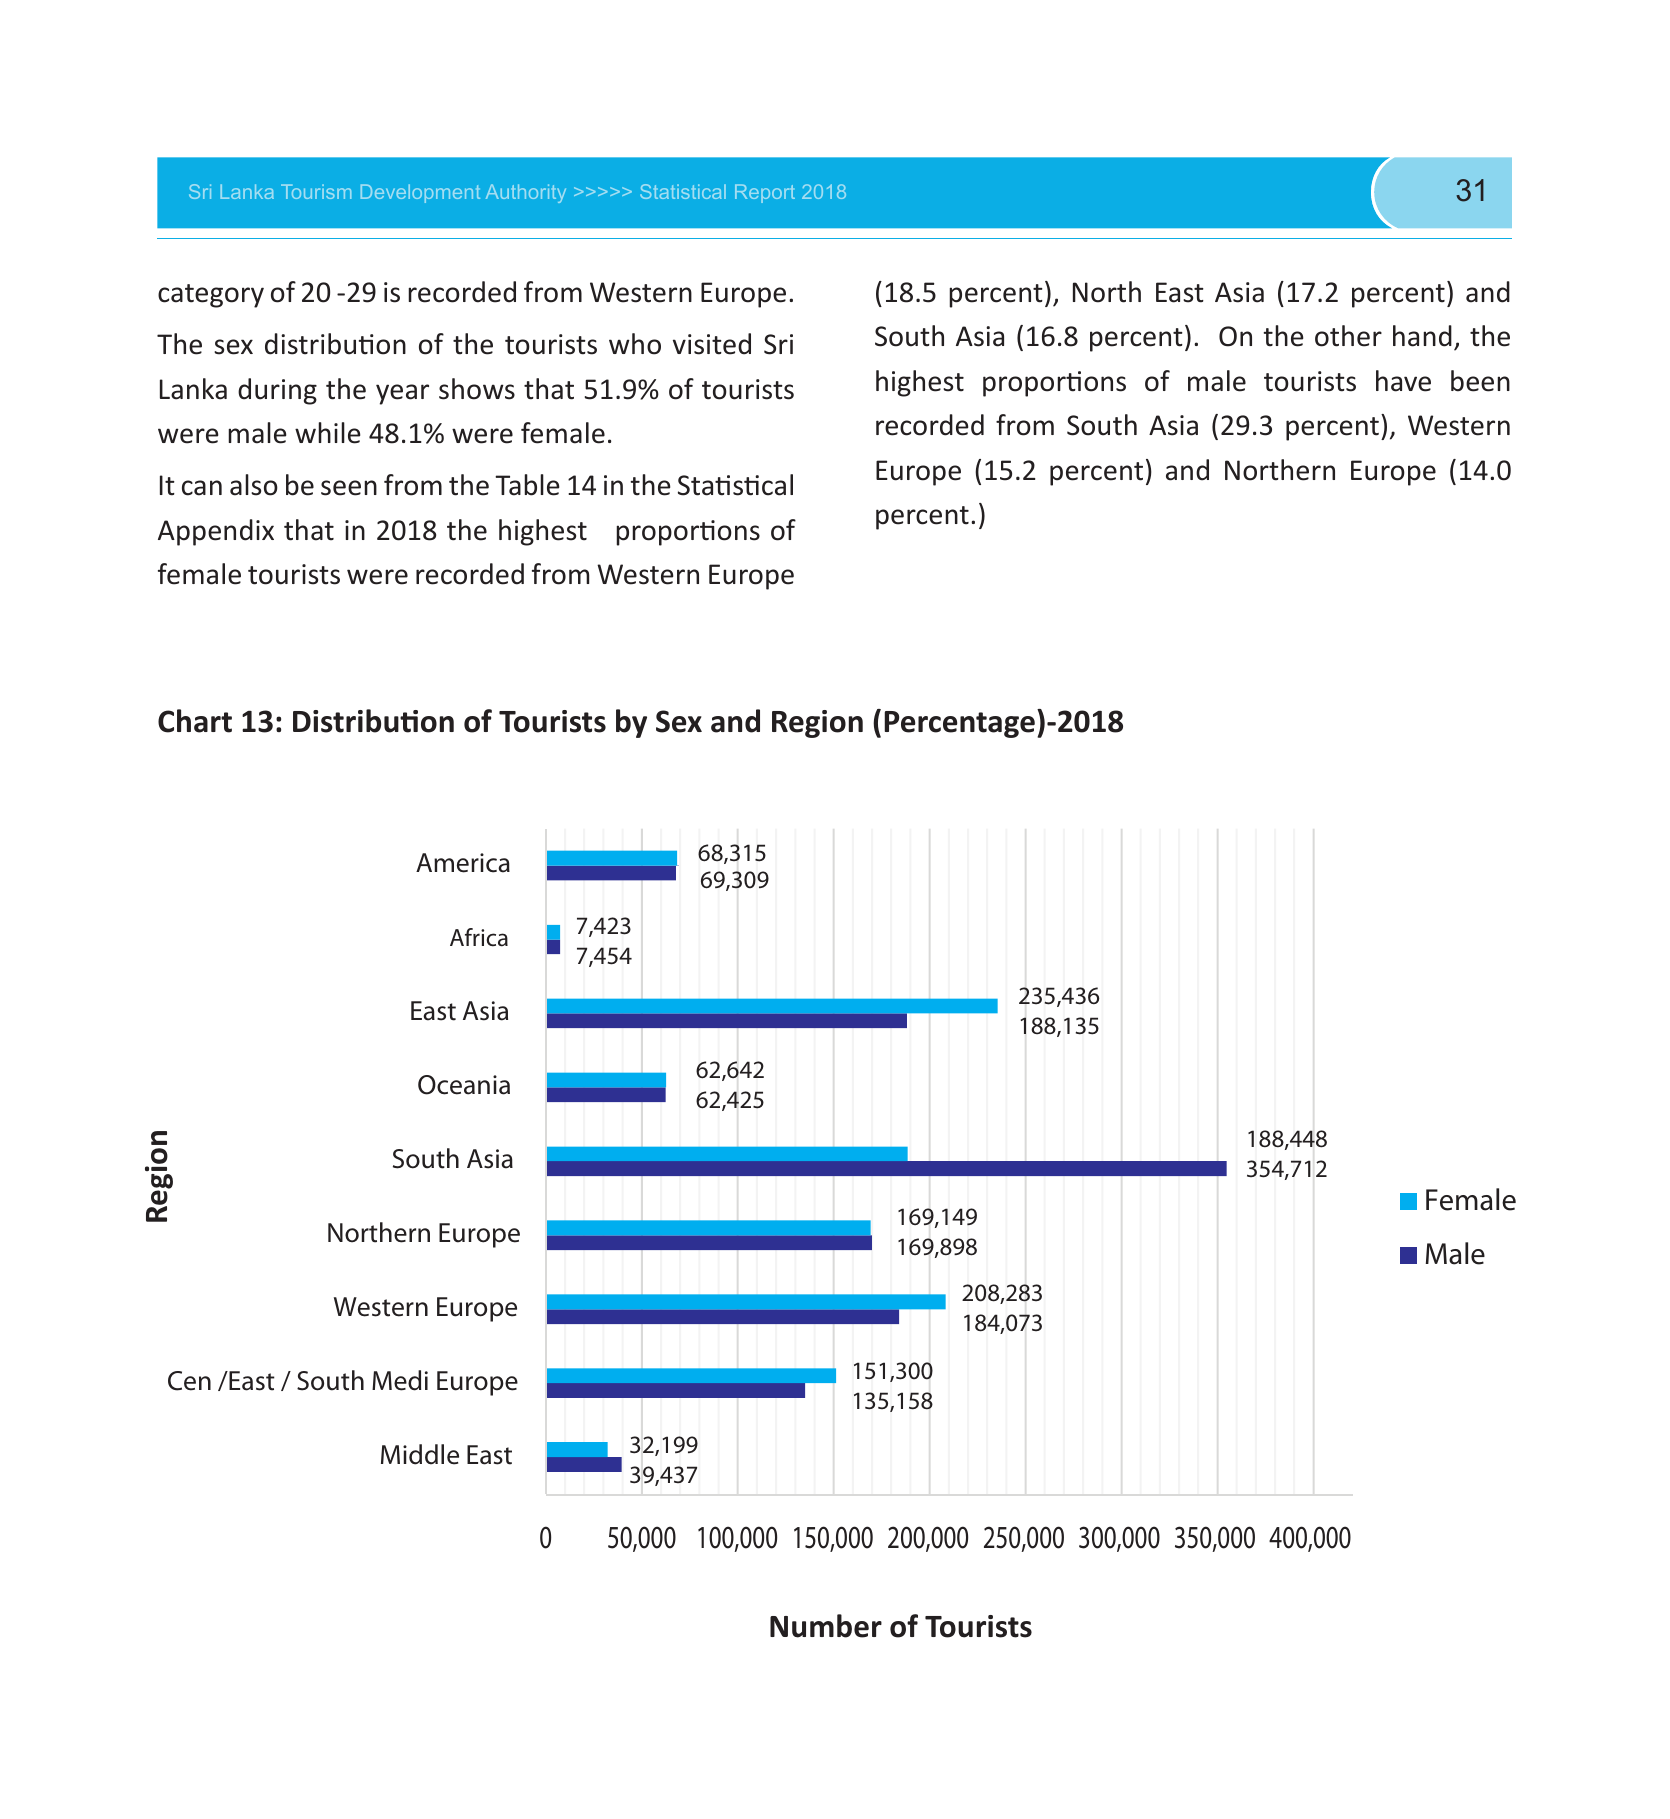 Sri Lanka Tourism Development Authority >>>>> Statistical Report 2018
31
category of 20 -29 is recorded from Western Europe.
The sex distribution of the tourists who visited Sri
Lanka during the year shows that 51.9% of tourists
were male while 48.1% were female.
It can also be seen from the Table 14 in the Statistical
Appendix that in 2018 the highest proportions of
female tourists were recorded from Western Europe
(18.5 percent), North East Asia (17.2 percent) and
South Asia (16.8 percent). On the other hand, the
highest proportions of male tourists have been
recorded from South Asia (29.3 percent), Western
Europe (15.2 percent) and Northern Europe (14.0
percent.)
Chart 13: Distribution of Tourists by Sex and Region (Percentage)-2018
Region
America
68,315
69,309
Africa
7,423
7,454
East Asia
235,436
188,135
Oceania
62,642
62,425
South Asia
188,448
354,712
Northern Europe
169,149
169,898
Western Europe
208,283
184,073
Cen /East / South Medi Europe
151,300
135,158
Middle East
32,199
39,437
Female
Male
0 50,000 100,000 150,000 200,000 250,000 300,000 350,000 400,000
Number of Tourists